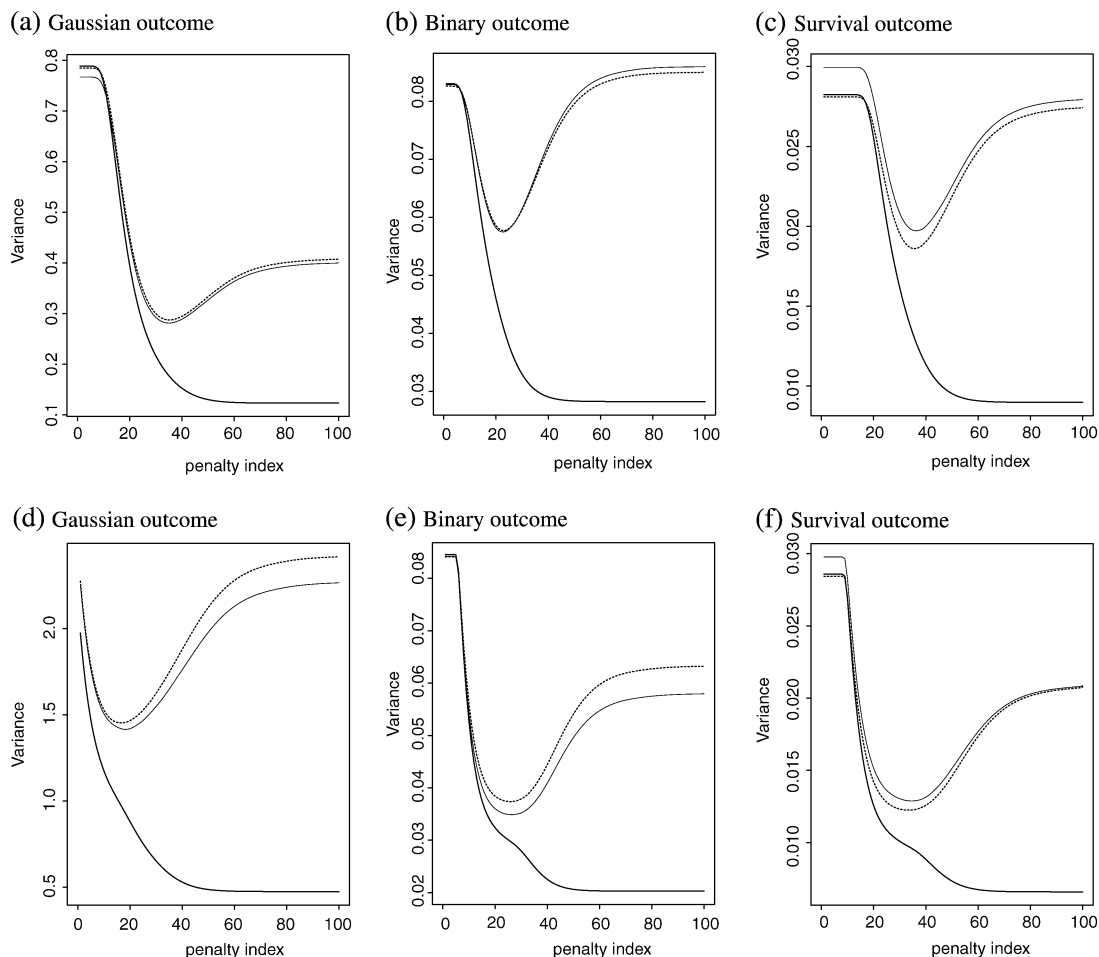 (a) Gaussian outcome
(b) Binary outcome
(c) Survival outcome
Variance
0.1 0.2 0.3 0.4 0.5 0.6 0.7 0.8
0 20 40 60 80 100
penalty index
Variance
0.03 0.04 0.05 0.06 0.07 0.08
0 20 40 60 80 100
penalty index
Variance
0.010 0.015 0.020 0.025 0.030
0 20 40 60 80 100
penalty index
(d) Gaussian outcome
(e) Binary outcome
(f) Survival outcome
Variance
0.5 1.0 1.5 2.0
0 20 40 60 80 100
penalty index
Variance
0.02 0.03 0.04 0.05 0.06 0.07 0.08
0 20 40 60 80 100
penalty index
Variance
0.010 0.015 0.020 0.025 0.030
0 20 40 60 80 100
penalty index